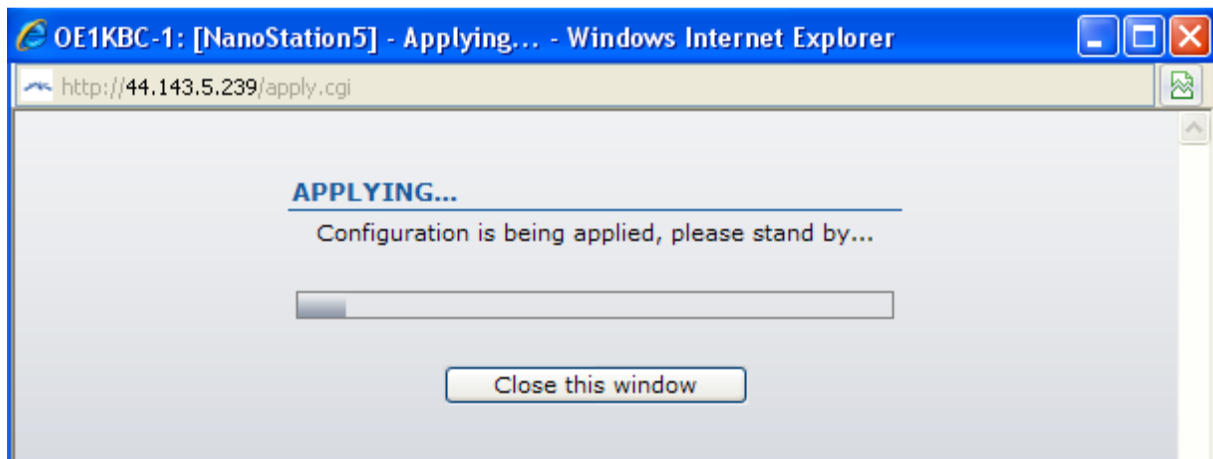 OE1KBC-1: [NanoStation5] - Applying... - Windows Internet Explorer
http://44.143.5.239/apply.cgi
APPLYING...
Configuration is being applied, please stand by...
Close this window